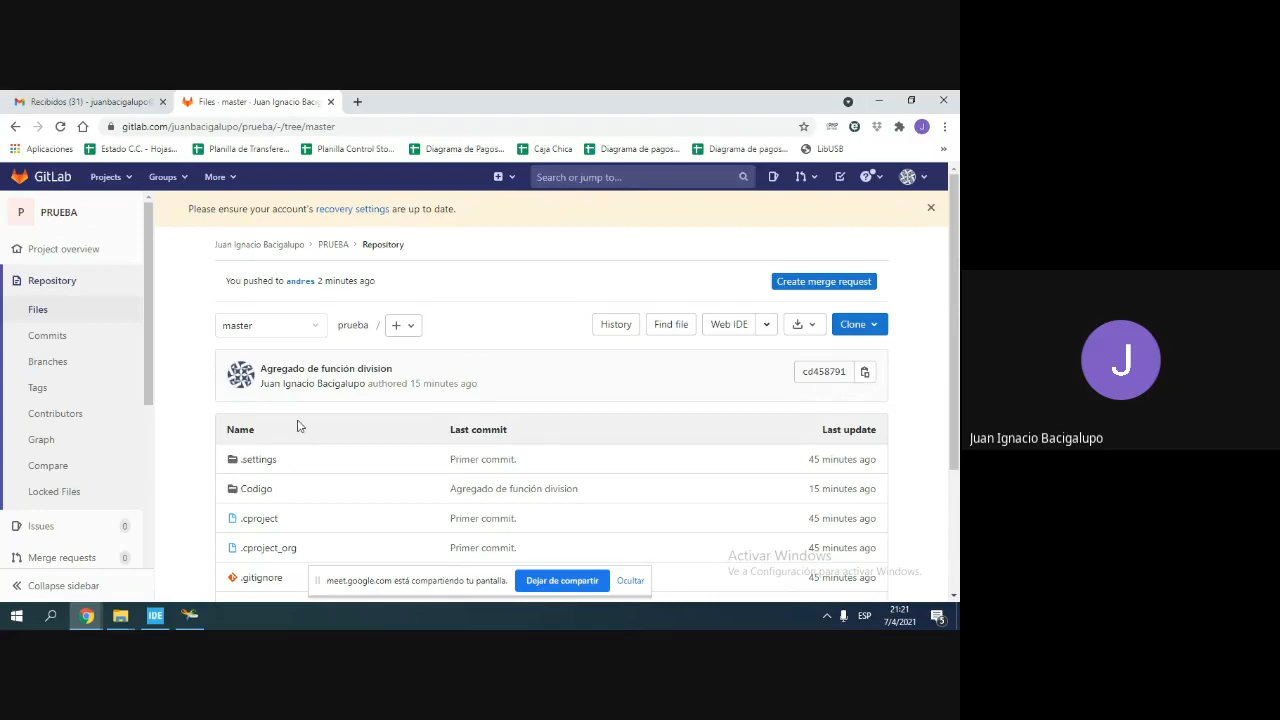 Recibidos (31) - juanbacigalupo@
Files · master · Juan Ignacio Bacig
gitlab.com/juanbacigalupo/prueba/-/tree/master
Aplicaciones
Estado C.C. - Hojas...
Planilla de Transfere...
Planilla Control Sto...
Diagrama de Pagos...
Caja Chica
Diagrama de pagos...
Diagrama de pagos...
LibUSB
»
GitLab
Projects
Groups
More
Search or jump to...
P
PRUEBA
Please ensure your account's recovery settings are up to date.
Project overview
Juan Ignacio Bacigalupo > PRUEBA > Repository
Repository
You pushed to andres 2 minutes ago
Create merge request
Files
master
prueba /
History
Find file
Web IDE
Clone
Commits
Branches
Agregado de función division
cd458791
Juan Ignacio Bacigalupo authored 15 minutes ago
Tags
Contributors
Name
Last commit
Last update
Graph
.settings
Primer commit.
45 minutes ago
Compare
Codigo
Agregado de función division
15 minutes ago
Locked Files
.cproject
Primer commit.
45 minutes ago
Issues
0
.cproject_org
Primer commit.
45 minutes ago
Merge requests
0
Activar Windows
Ve a Configuración para activar Windows.
.gitignore
45 minutes ago
meet.google.com está compartiendo tu pantalla.
Dejar de compartir
Ocultar
Collapse sidebar
IDE
ESP
21:21
7/4/2021
5
J
J
Juan Ignacio Bacigalupo